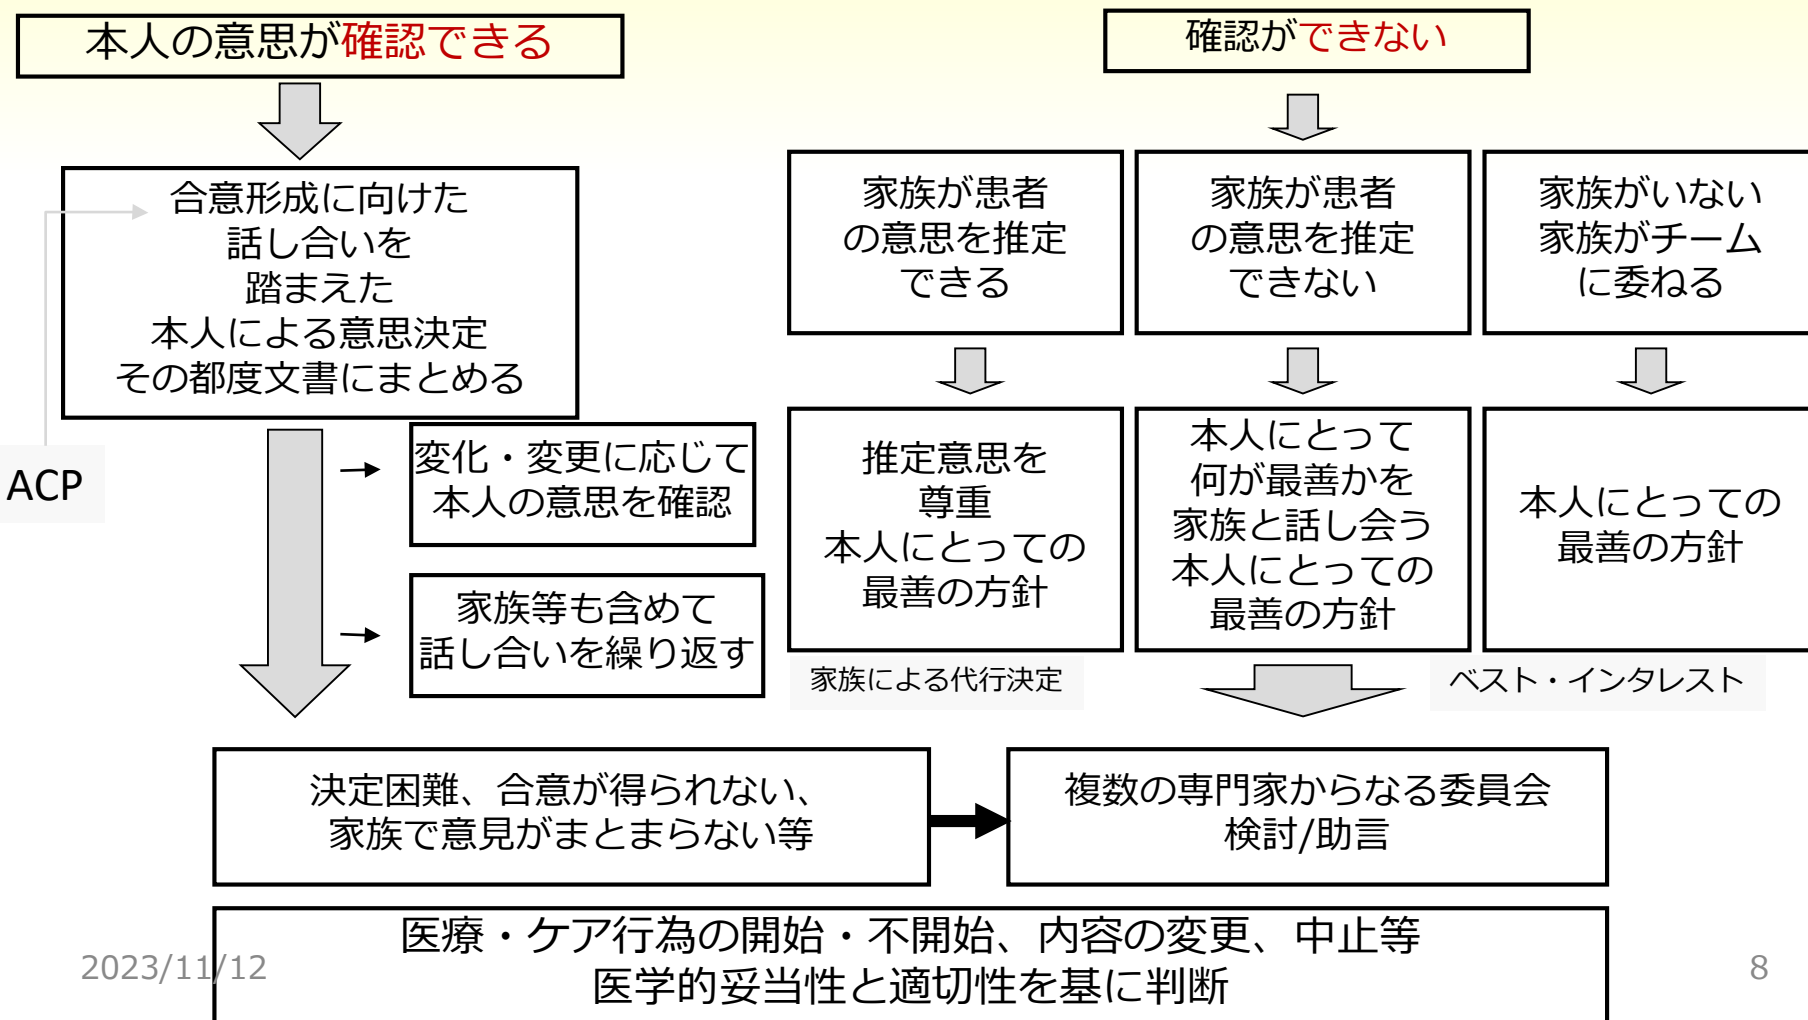 本人の意思が確認できる
確認ができない
合意形成に向けた
話し合いを
踏まえた
本人による意思決定
その都度文書にまとめる
ACP
変化・変更に応じて
本人の意思を確認
家族等も含めて
話し合いを繰り返す
家族が患者
の意思を推定
できる
家族が患者
の意思を推定
できない
家族がいない
家族がチーム
に委ねる
推定意思を
尊重
本人にとっての
最善の方針
本人にとって
何が最善かを
家族と話し会う
本人にとっての
最善の方針
本人にとっての
最善の方針
家族による代行決定
ベスト・インタレスト
決定困難、合意が得られない、
家族で意見がまとまらない等
複数の専門家からなる委員会
検討/助言
医療・ケア行為の開始・不開始、内容の変更、中止等
医学的妥当性と適切性を基に判断
2023/11/12
8